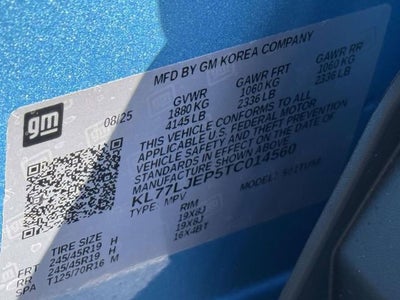 MFD BY GM KOREA COMPANY
gm
08/25
GVWR GAWR FRT GAWR RR
1880 KG 1060 KG 1060 KG
4145 LB 2336 LB 2336 LB
THIS VEHICLE CONFORMS TO ALL
APPLICABLE U.S. FEDERAL MOTOR
VEHICLE SAFETY AND THEFT PREVENTION
STANDARDS IN EFFECT ON THE DATE OF
MANUFACTURE SHOWN ABOVE
KL77LJEP5TC014560
TYPE: MPV MODEL:
TIRE SIZE RIM
FRT 245/45R19 H 19X8J
RR 245/45R19 H 19X8J
SPA T125/70R16 M 16X4BT